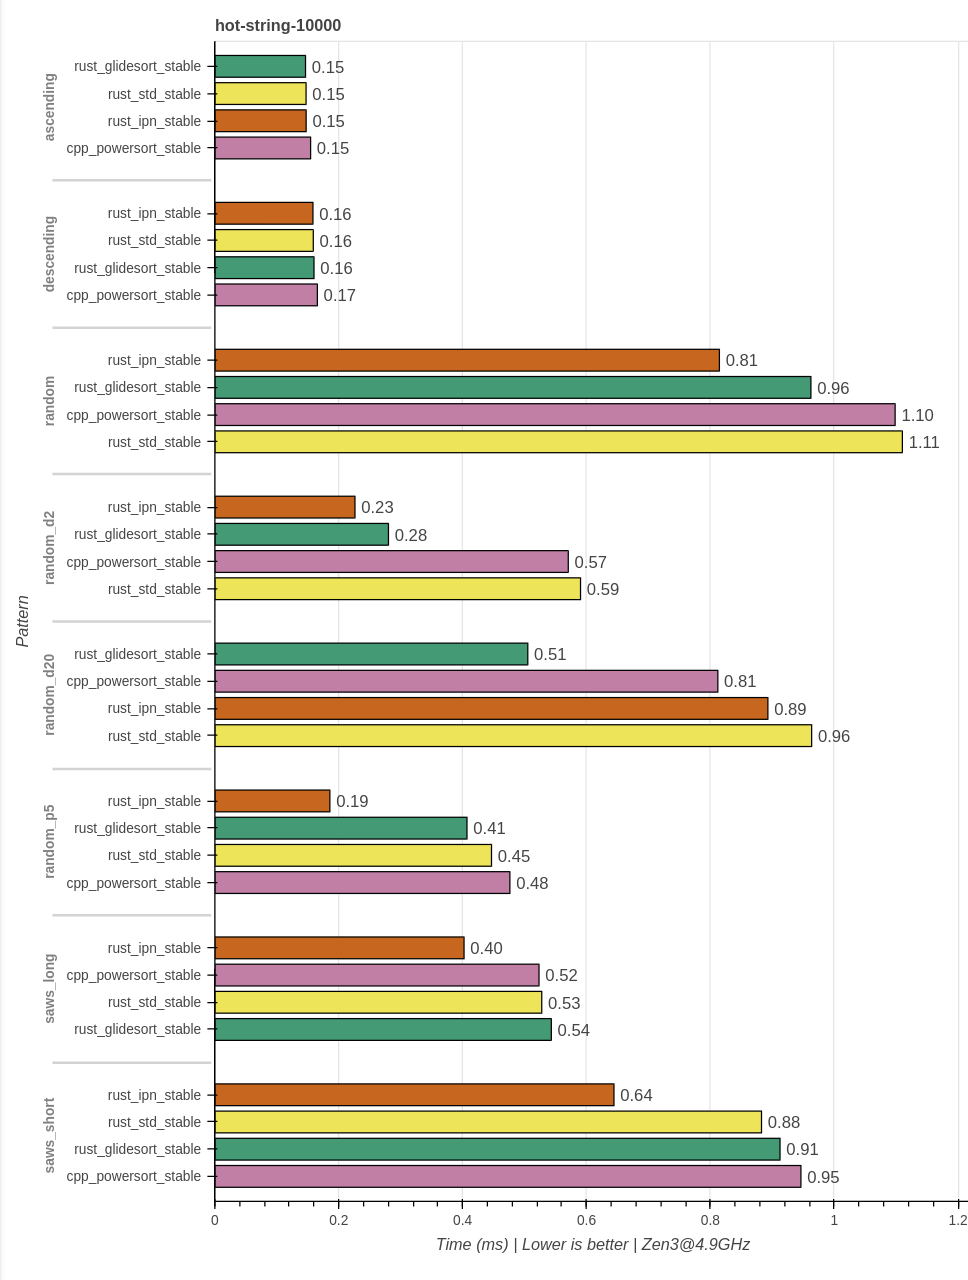 hot-string-10000
Pattern
ascending
rust_glidesort_stable 0.15
rust_std_stable 0.15
rust_ipn_stable 0.15
cpp_powersort_stable 0.15
descending
rust_ipn_stable 0.16
rust_std_stable 0.16
rust_glidesort_stable 0.16
cpp_powersort_stable 0.17
random
rust_ipn_stable 0.81
rust_glidesort_stable 0.96
cpp_powersort_stable 1.10
rust_std_stable 1.11
random_d2
rust_ipn_stable 0.23
rust_glidesort_stable 0.28
cpp_powersort_stable 0.57
rust_std_stable 0.59
random_d20
rust_glidesort_stable 0.51
cpp_powersort_stable 0.81
rust_ipn_stable 0.89
rust_std_stable 0.96
random_p5
rust_ipn_stable 0.19
rust_glidesort_stable 0.41
rust_std_stable 0.45
cpp_powersort_stable 0.48
saws_long
rust_ipn_stable 0.40
cpp_powersort_stable 0.52
rust_std_stable 0.53
rust_glidesort_stable 0.54
saws_short
rust_ipn_stable 0.64
rust_std_stable 0.88
rust_glidesort_stable 0.91
cpp_powersort_stable 0.95
0 0.2 0.4 0.6 0.8 1 1.2
Time (ms) | Lower is better | Zen3@4.9GHz